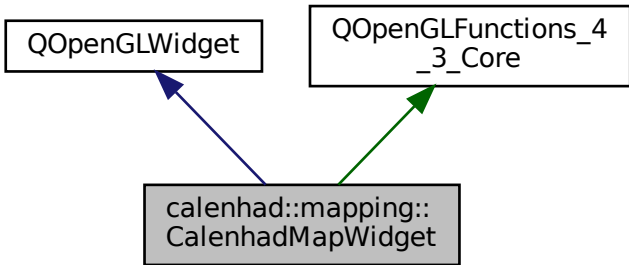 QOpenGLWidget
QOpenGLFunctions_4
_3_Core
calenhad::mapping::
CalenhadMapWidget